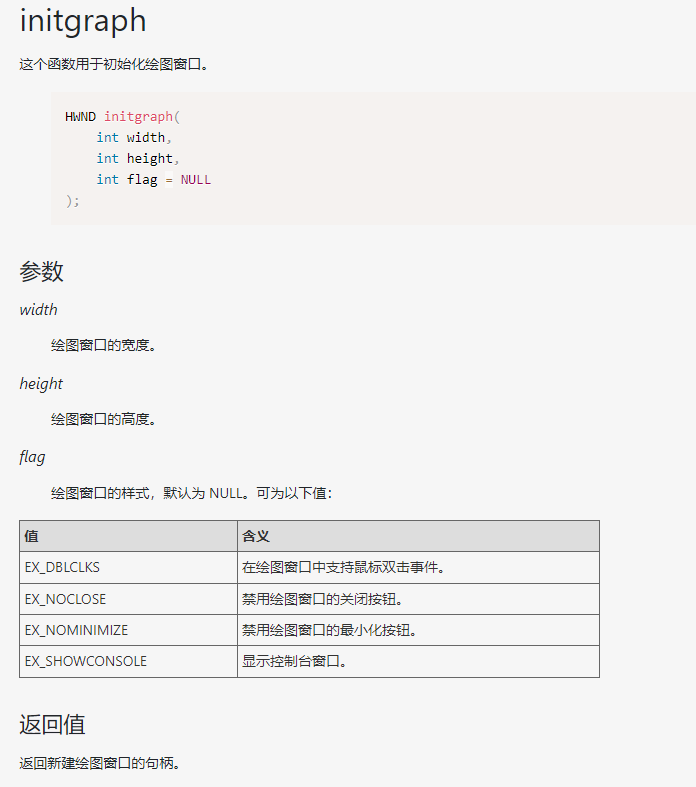 initgraph
这个函数用于初始化绘图窗口。
HWND initgraph(
    int width,
    int height,
    int flag = NULL
);
参数
width
绘图窗口的宽度。
height
绘图窗口的高度。
flag
绘图窗口的样式，默认为 NULL。可为以下值：
值 含义
EX_DBLCLKS 在绘图窗口中支持鼠标双击事件。
EX_NOCLOSE 禁用绘图窗口的关闭按钮。
EX_NOMINIMIZE 禁用绘图窗口的最小化按钮。
EX_SHOWCONSOLE 显示控制台窗口。
返回值
返回新建绘图窗口的句柄。